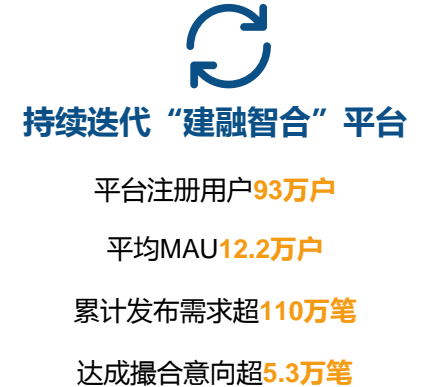 持续迭代“建融智合”平台
平台注册用户93万户
平均MAU12.2万户
累计发布需求超110万笔
达成撮合意向超5.3万笔